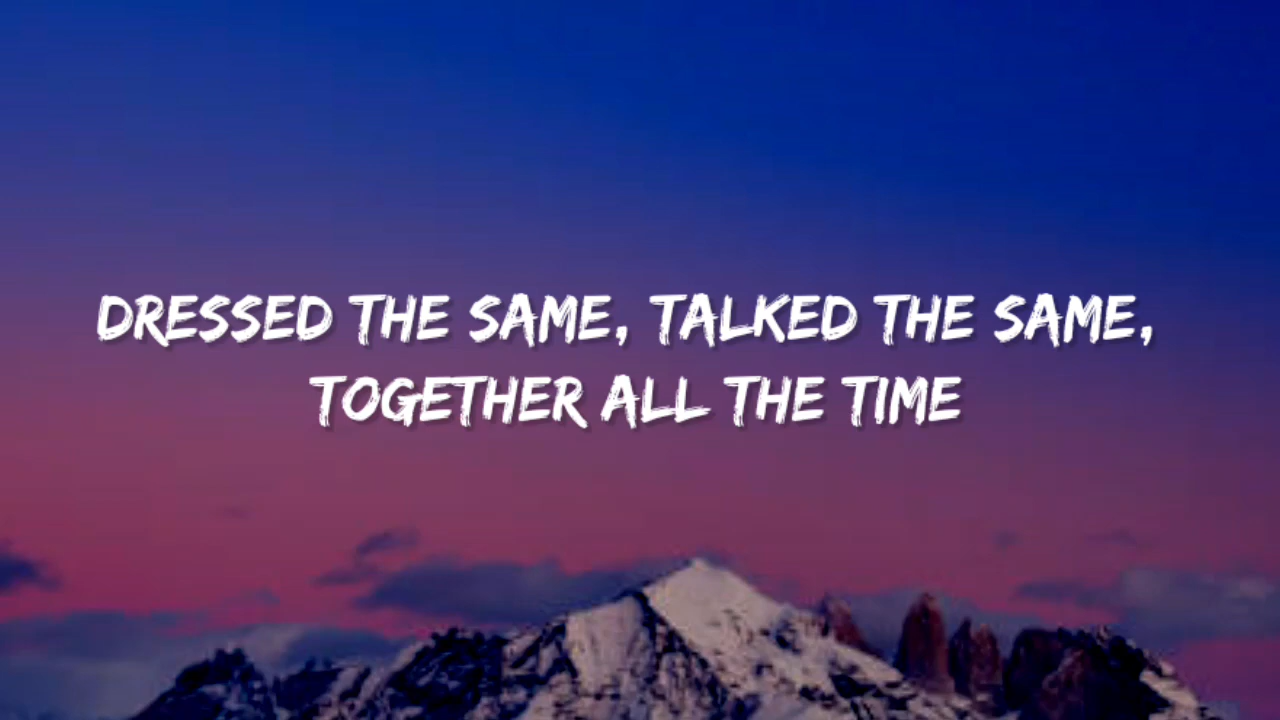 DRESSED THE SAME, TALKED THE SAME,
TOGETHER ALL THE TIME